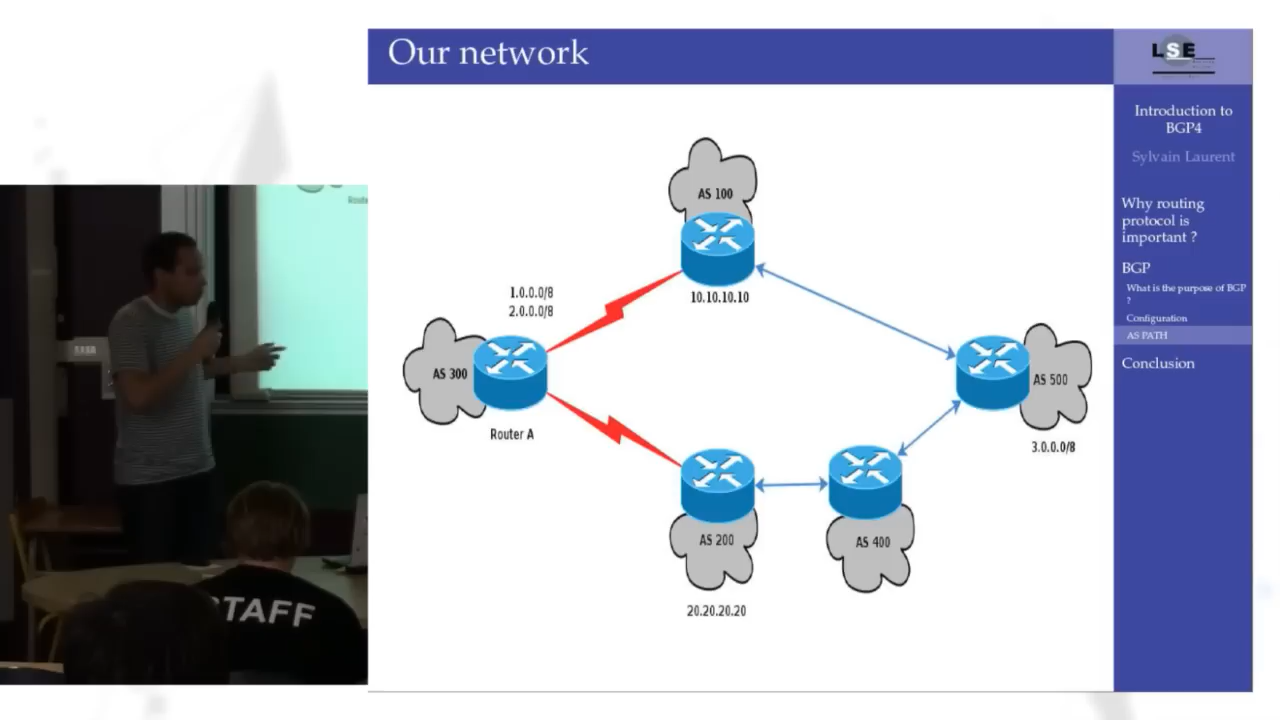 Our network
LSE
Introduction to
BGP4
Sylvain Laurent
Why routing
protocol is
important ?
BGP
What is the purpose of BGP
?
Configuration
AS PATH
Conclusion
AS 100
10.10.10.10
1.0.0.0/8
2.0.0.0/8
AS 300
Router A
AS 500
3.0.0.0/8
AS 200
20.20.20.20
AS 400
STAFF